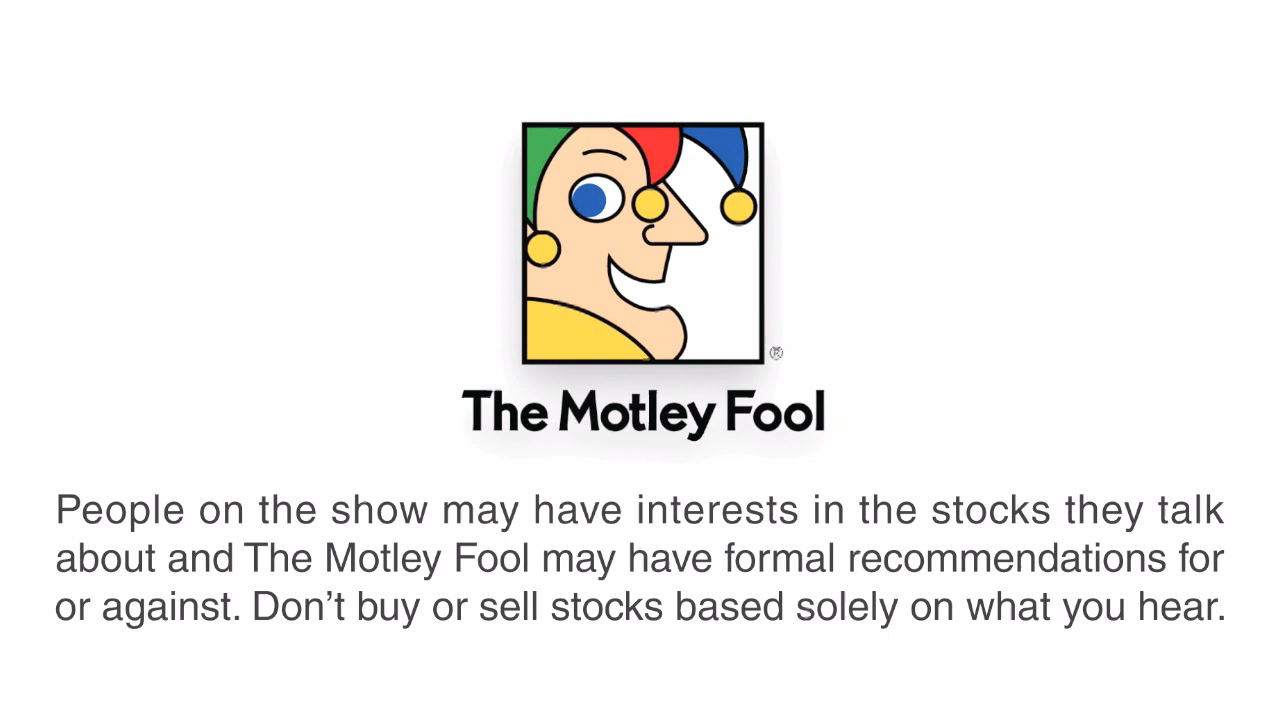 ®
The Motley Fool
People on the show may have interests in the stocks they talk
about and The Motley Fool may have formal recommendations for
or against. Don’t buy or sell stocks based solely on what you hear.